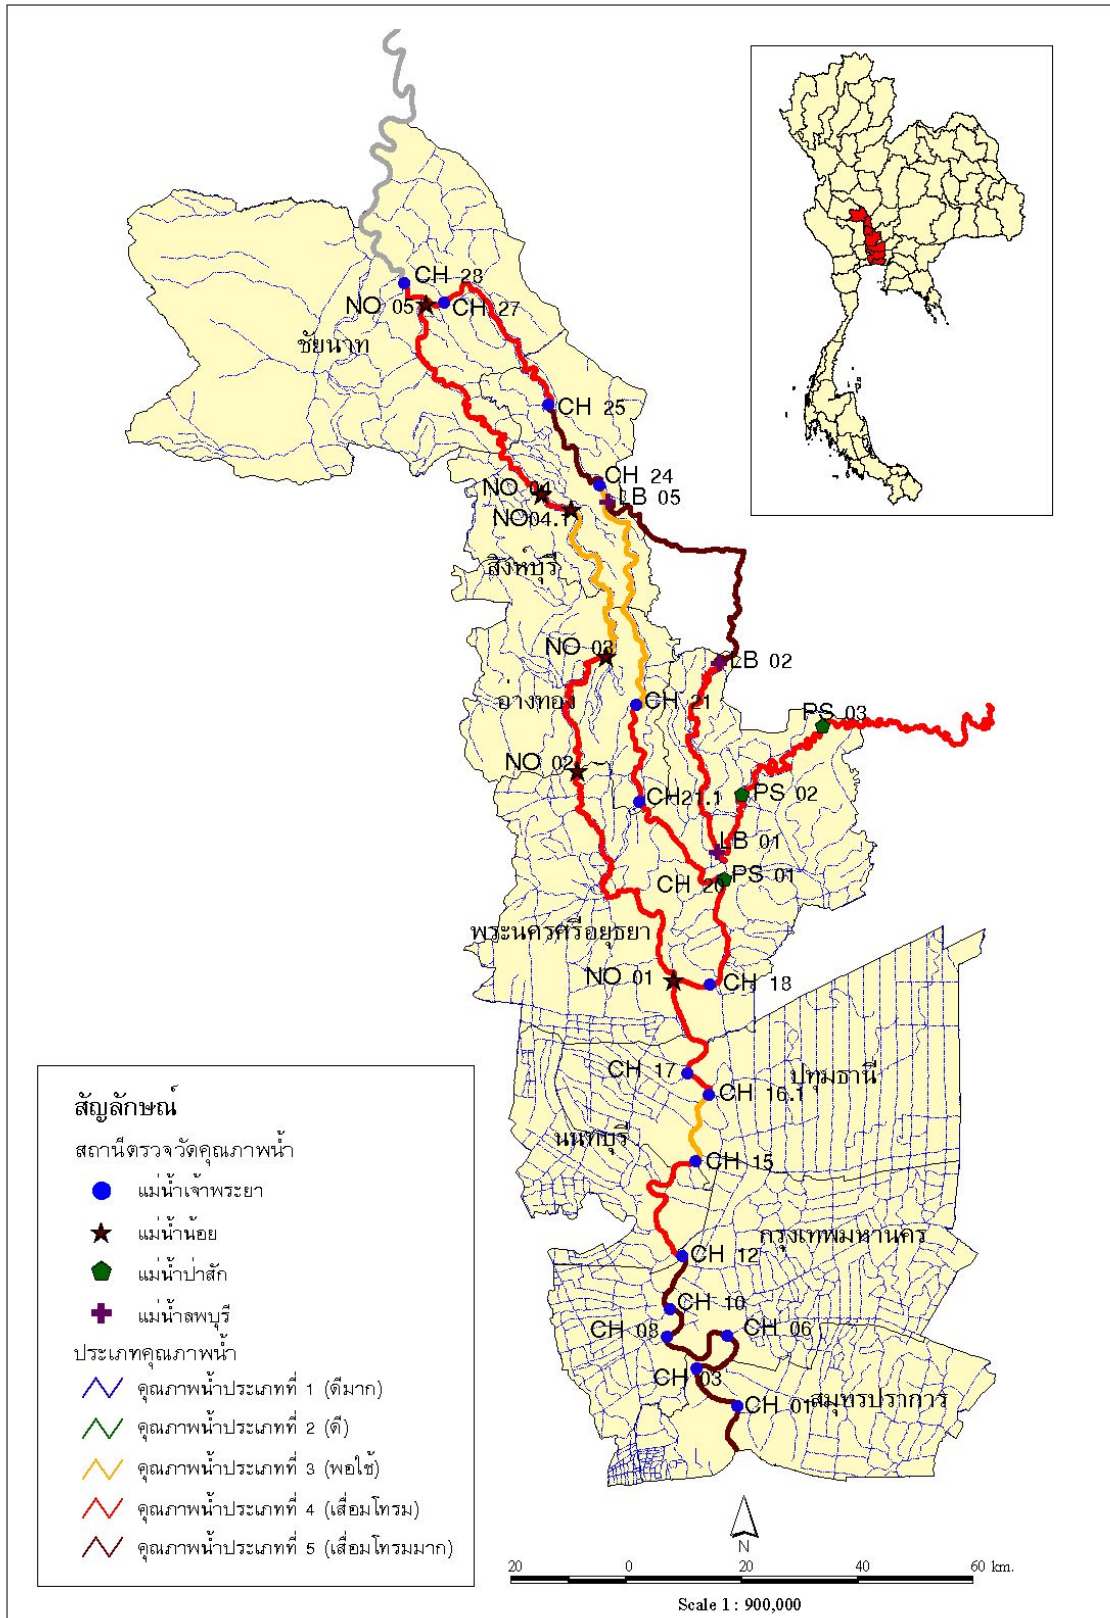 CH 28
NO 05
CH 27
ชัยนาท
CH 25
CH 24
NO 04
LB 05
NO04.1
สิงห์บุรี
NO 03
LB 02
อ่างทอง
CH 21
PS 03
NO 02
PS 02
CH21.1
LB 01
CH 20
PS 01
พระนครศรีอยุธยา
NO 01
CH 18
CH 17
ปทุมธานี
CH 16.1
นนทบุรี
CH 15
กรุงเทพมหานคร
CH 12
CH 10
CH 08
CH 06
CH 03
CH 01
สมุทรปราการ
สัญลักษณ์
สถานีตรวจวัดคุณภาพน้ำ
แม่น้ำเจ้าพระยา
แม่น้ำน้อย
แม่น้ำป่าสัก
แม่น้ำลพบุรี
ประเภทคุณภาพน้ำ
คุณภาพน้ำประเภทที่ 1 (ดีมาก)
คุณภาพน้ำประเภทที่ 2 (ดี)
คุณภาพน้ำประเภทที่ 3 (พอใช้)
คุณภาพน้ำประเภทที่ 4 (เสื่อมโทรม)
คุณภาพน้ำประเภทที่ 5 (เสื่อมโทรมมาก)
N
20 0 20 40 60 km.
Scale 1 : 900,000